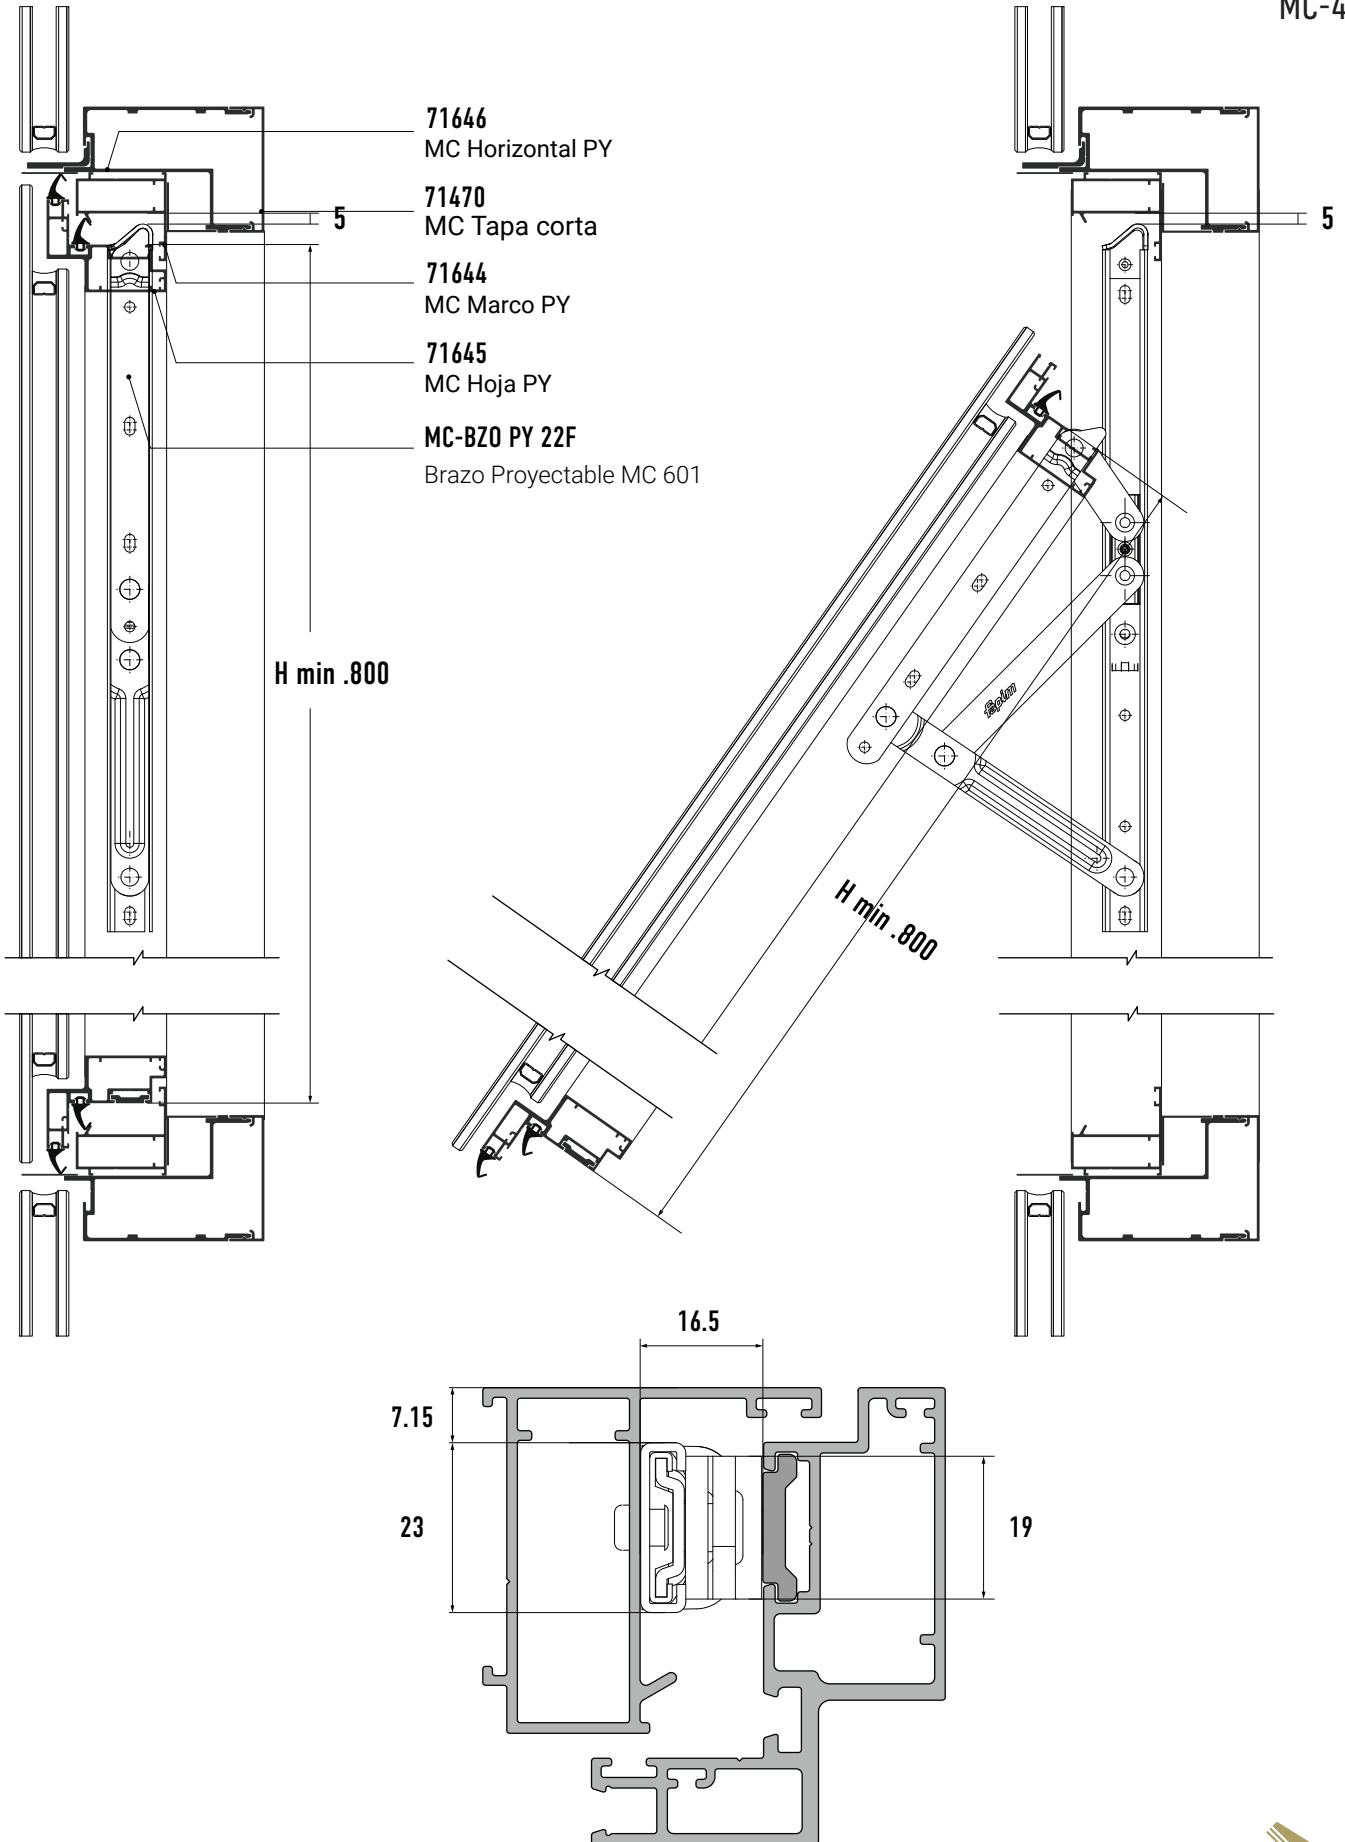 MC-4
71646
MC Horizontal PY
71470
MC Tapa corta
71644
MC Marco PY
71645
MC Hoja PY
MC-BZO PY 22F
Brazo Proyectable MC 601
5
5
H min .800
fapim
H min .800
16.5
7.15
23
19